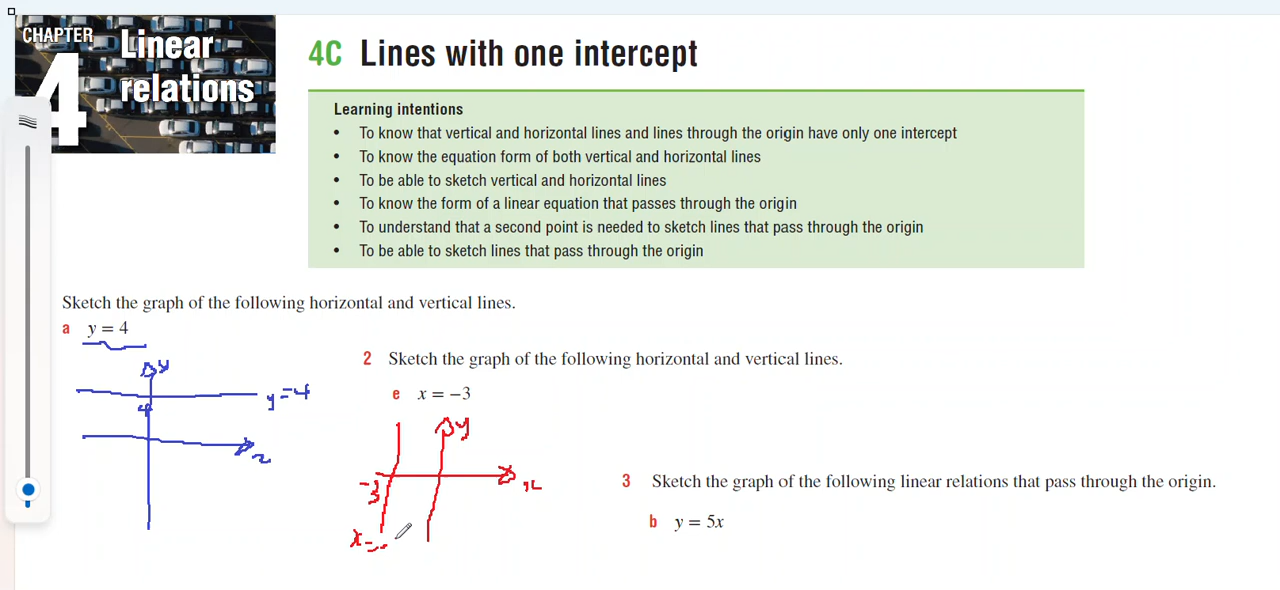 CHAPTER
4
Linear
relations
4C Lines with one intercept
Learning intentions
• To know that vertical and horizontal lines and lines through the origin have only one intercept
• To know the equation form of both vertical and horizontal lines
• To be able to sketch vertical and horizontal lines
• To know the form of a linear equation that passes through the origin
• To understand that a second point is needed to sketch lines that pass through the origin
• To be able to sketch lines that pass through the origin
Sketch the graph of the following horizontal and vertical lines.
a y = 4
y
y=4
4
x
2 Sketch the graph of the following horizontal and vertical lines.
e x = −3
y
-3
x
x=
3 Sketch the graph of the following linear relations that pass through the origin.
b y = 5x